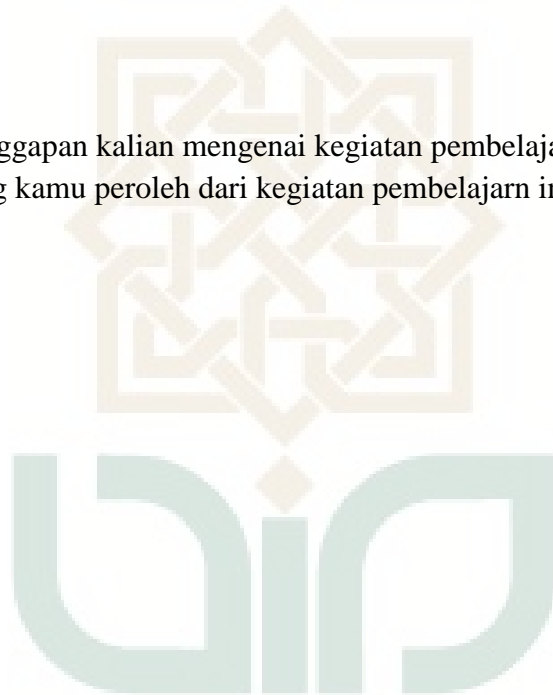 ggapan kalian mengenai kegiatan pembelaja
g kamu peroleh dari kegiatan pembelajarn in